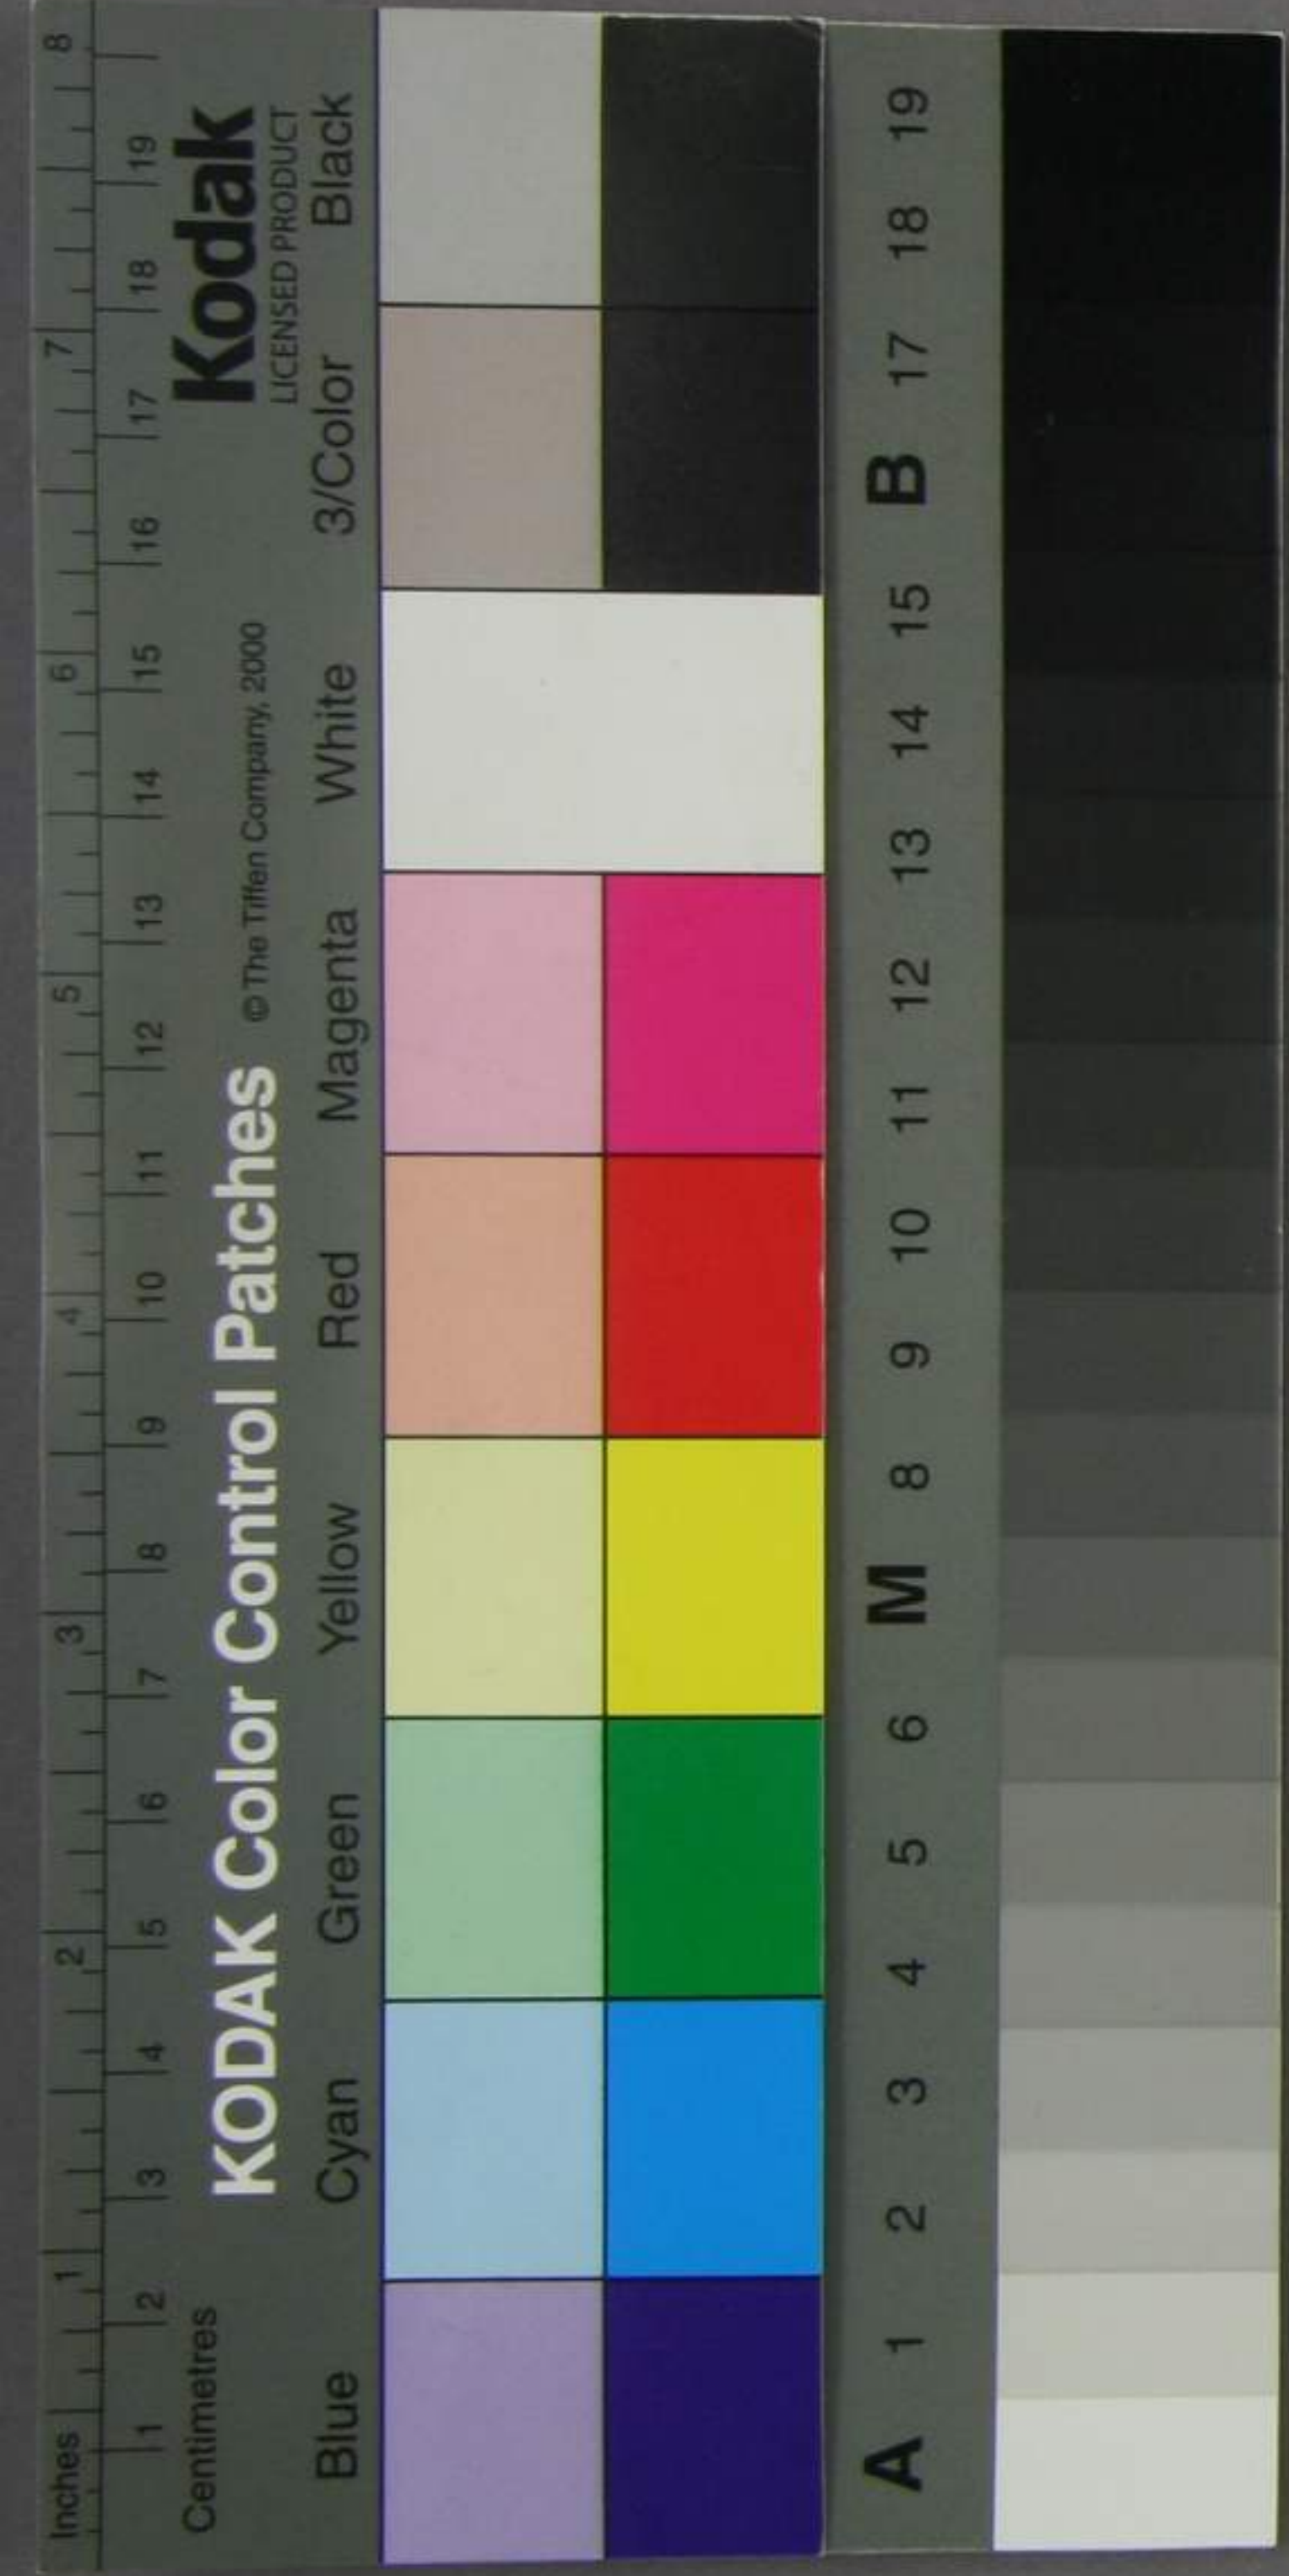 Inches 1 2 3 4 5 6 7 8
1 2 3 4 5 6 7 8 9 10 11 12 13 14 15 16 17 18 19
Centimetres
KODAK Color Control Patches © The Tiffen Company, 2000
Kodak
LICENSED PRODUCT
Blue Cyan Green Yellow Red Magenta White 3/Color Black
A 1 2 3 4 5 6 M 8 9 10 11 12 13 14 15 B 17 18 19